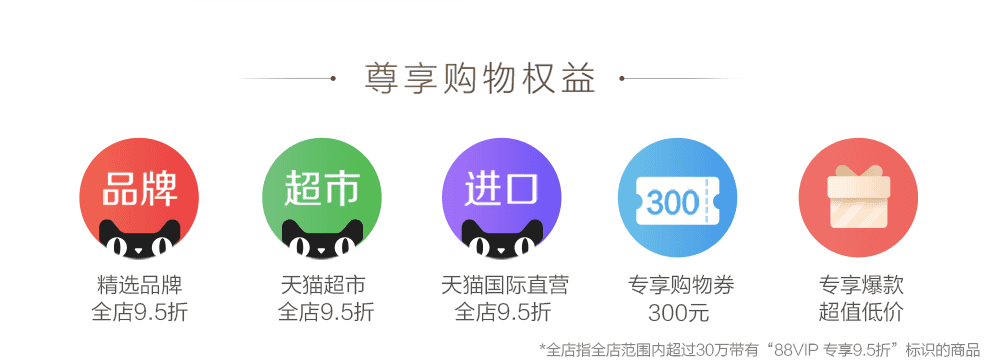 尊享购物权益
品牌
超市
进口
300
精选品牌
全店9.5折
天猫超市
全店9.5折
天猫国际直营
全店9.5折
专享购物券
300元
专享爆款
超值低价
*全店指全店范围内超过30万带有“88VIP 专享9.5折”标识的商品